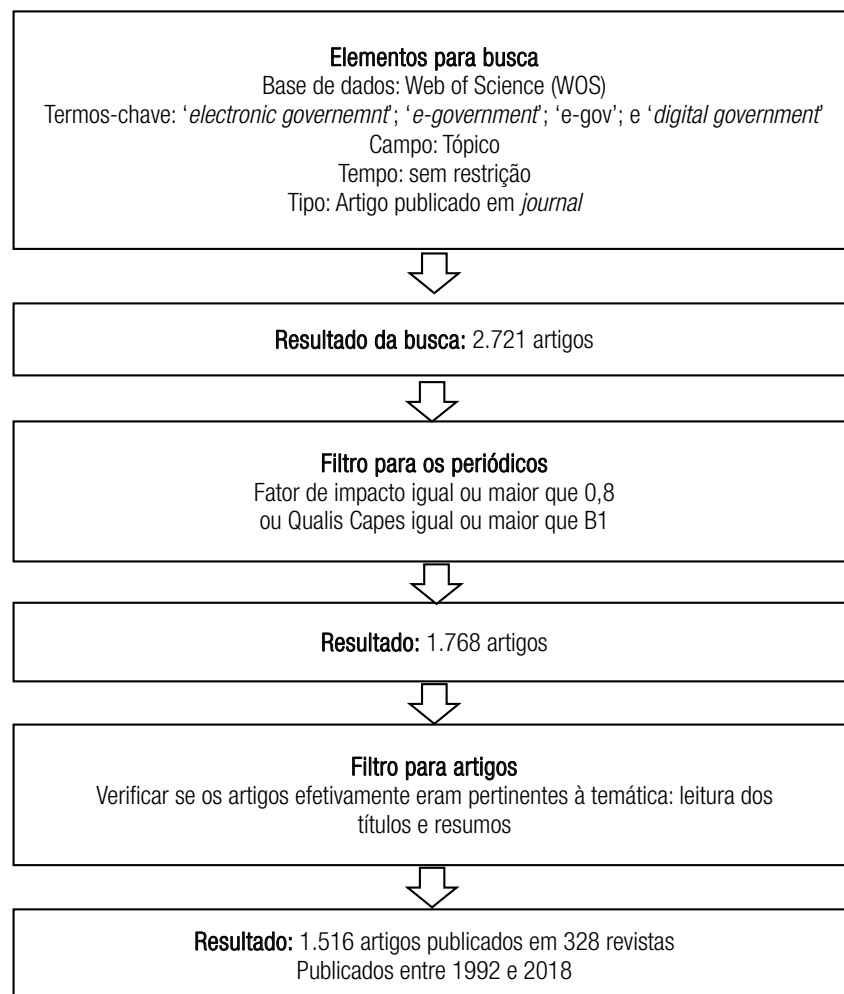 Elementos para busca
Base de dados: Web of Science (WOS)
Termos-chave: ‘electronic governemnt’; ‘e-government’; ‘e-gov’; e ‘digital government’
Campo: Tópico
Tempo: sem restrição
Tipo: Artigo publicado em journal
Resultado da busca: 2.721 artigos
Filtro para os periódicos
Fator de impacto igual ou maior que 0,8
ou Qualis Capes igual ou maior que B1
Resultado: 1.768 artigos
Filtro para artigos
Verificar se os artigos efetivamente eram pertinentes à temática: leitura dos
títulos e resumos
Resultado: 1.516 artigos publicados em 328 revistas
Publicados entre 1992 e 2018